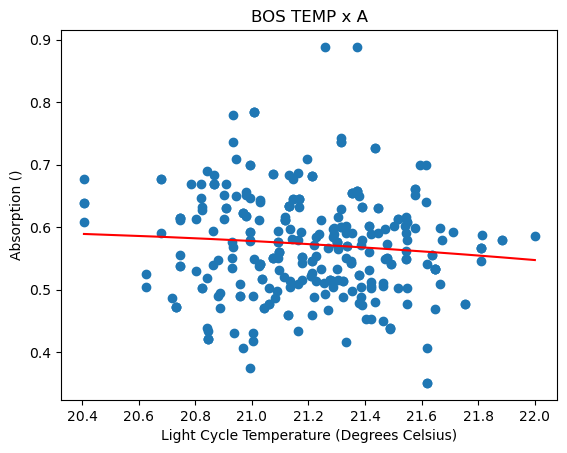 BOS TEMP x A
0.9
0.8
0.7
0.6
0.5
0.4
Absorption ()
20.4 20.6 20.8 21.0 21.2 21.4 21.6 21.8 22.0
Light Cycle Temperature (Degrees Celsius)